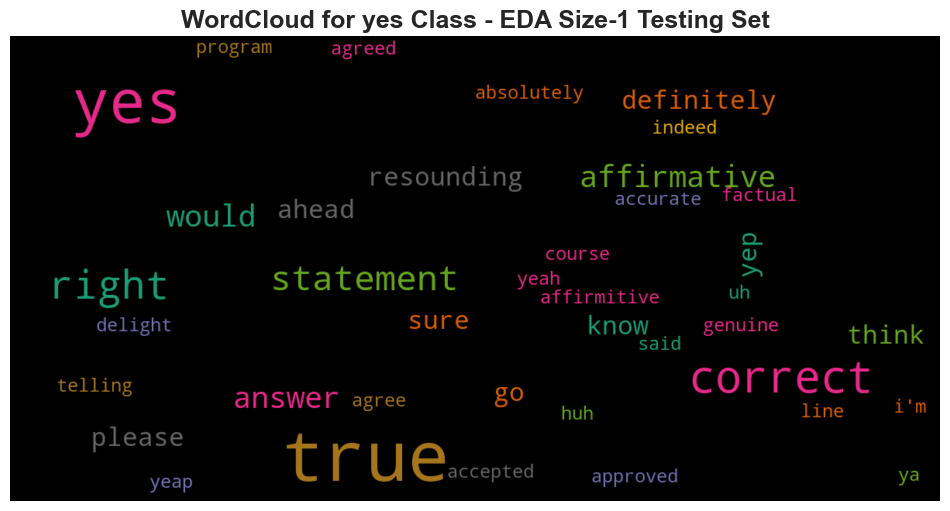 WordCloud for yes Class - EDA Size-1 Testing Set
program agreed
yes
absolutely definitely
indeed
resounding affirmative
accurate factual
would ahead
yep
course
right statement yeah
affirmitive uh
delight sure know genuine
said think
telling correct
answer agree go
huh line i'm
please true
yeap accepted approved ya